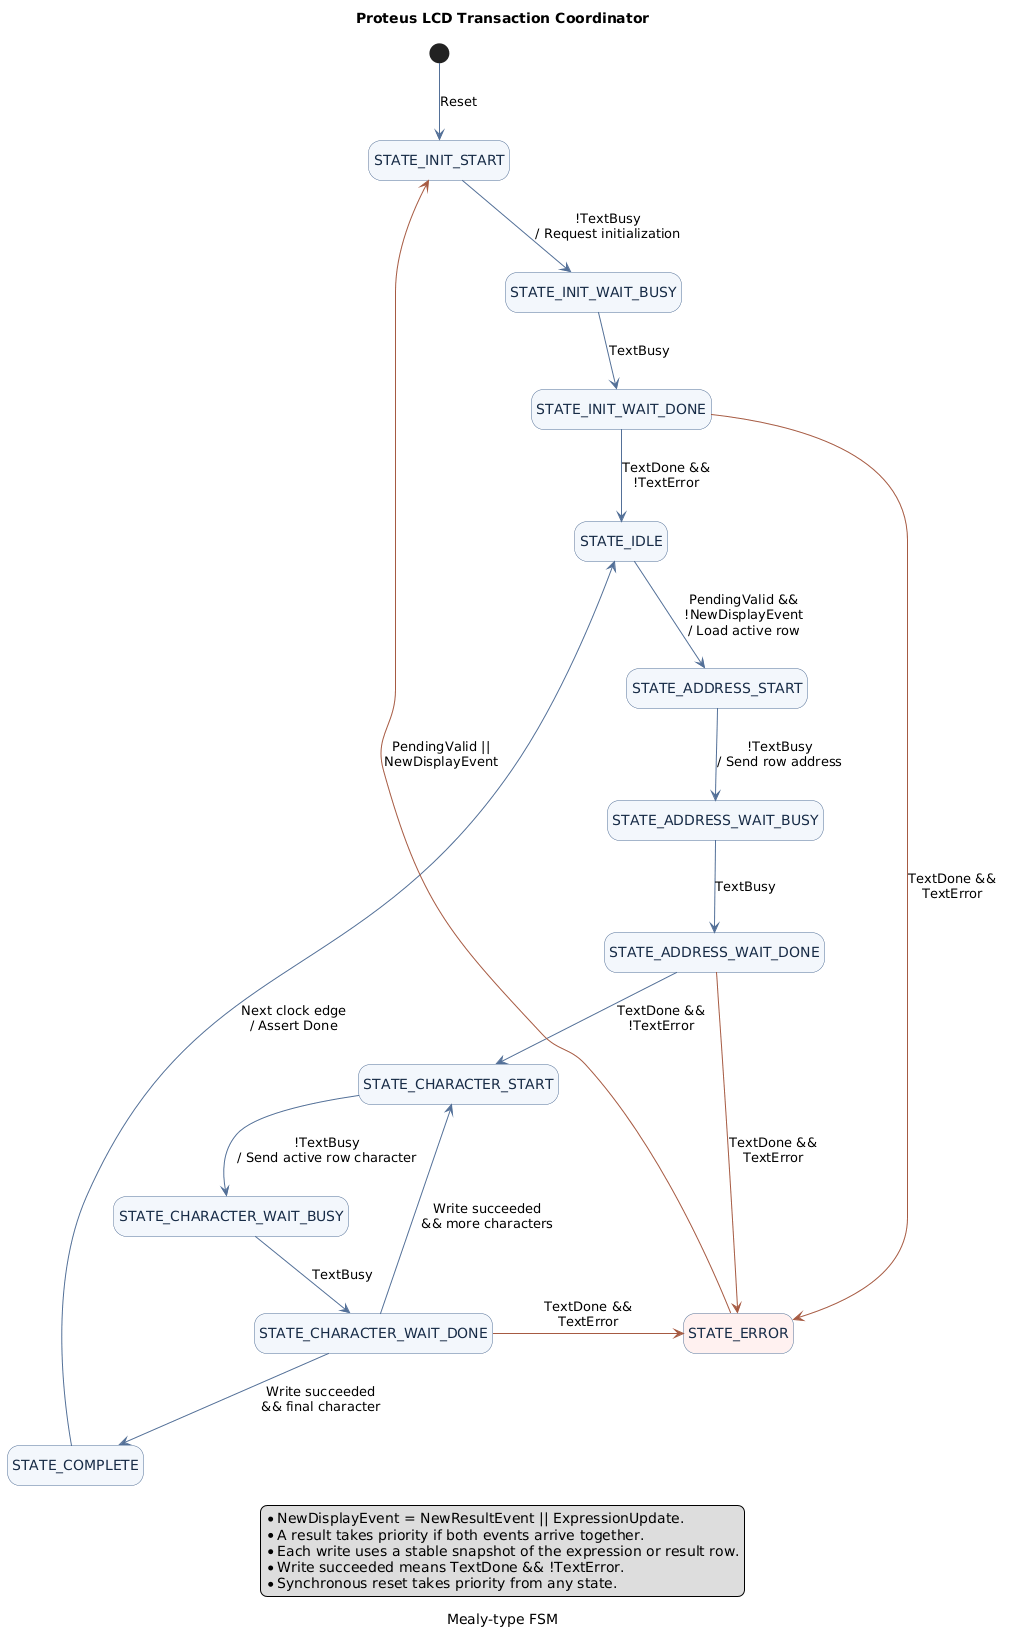 Proteus LCD Transaction Coordinator
Reset
STATE_INIT_START
!TextBusy
/ Request initialization
STATE_INIT_WAIT_BUSY
TextBusy
STATE_INIT_WAIT_DONE
TextDone &&
!TextError
STATE_IDLE
PendingValid &&
!NewDisplayEvent
/ Load active row
STATE_ADDRESS_START
PendingValid ||
NewDisplayEvent
!TextBusy
/ Send row address
STATE_ADDRESS_WAIT_BUSY
TextBusy
TextDone &&
TextError
STATE_ADDRESS_WAIT_DONE
Next clock edge
/ Assert Done
TextDone &&
!TextError
STATE_CHARACTER_START
!TextBusy
/ Send active row character
TextDone &&
TextError
STATE_CHARACTER_WAIT_BUSY
Write succeeded
&& more characters
TextBusy
STATE_CHARACTER_WAIT_DONE
TextDone &&
TextError
STATE_ERROR
Write succeeded
&& final character
STATE_COMPLETE
• NewDisplayEvent = NewResultEvent || ExpressionUpdate.
• A result takes priority if both events arrive together.
• Each write uses a stable snapshot of the expression or result row.
• Write succeeded means TextDone && !TextError.
• Synchronous reset takes priority from any state.
Mealy-type FSM